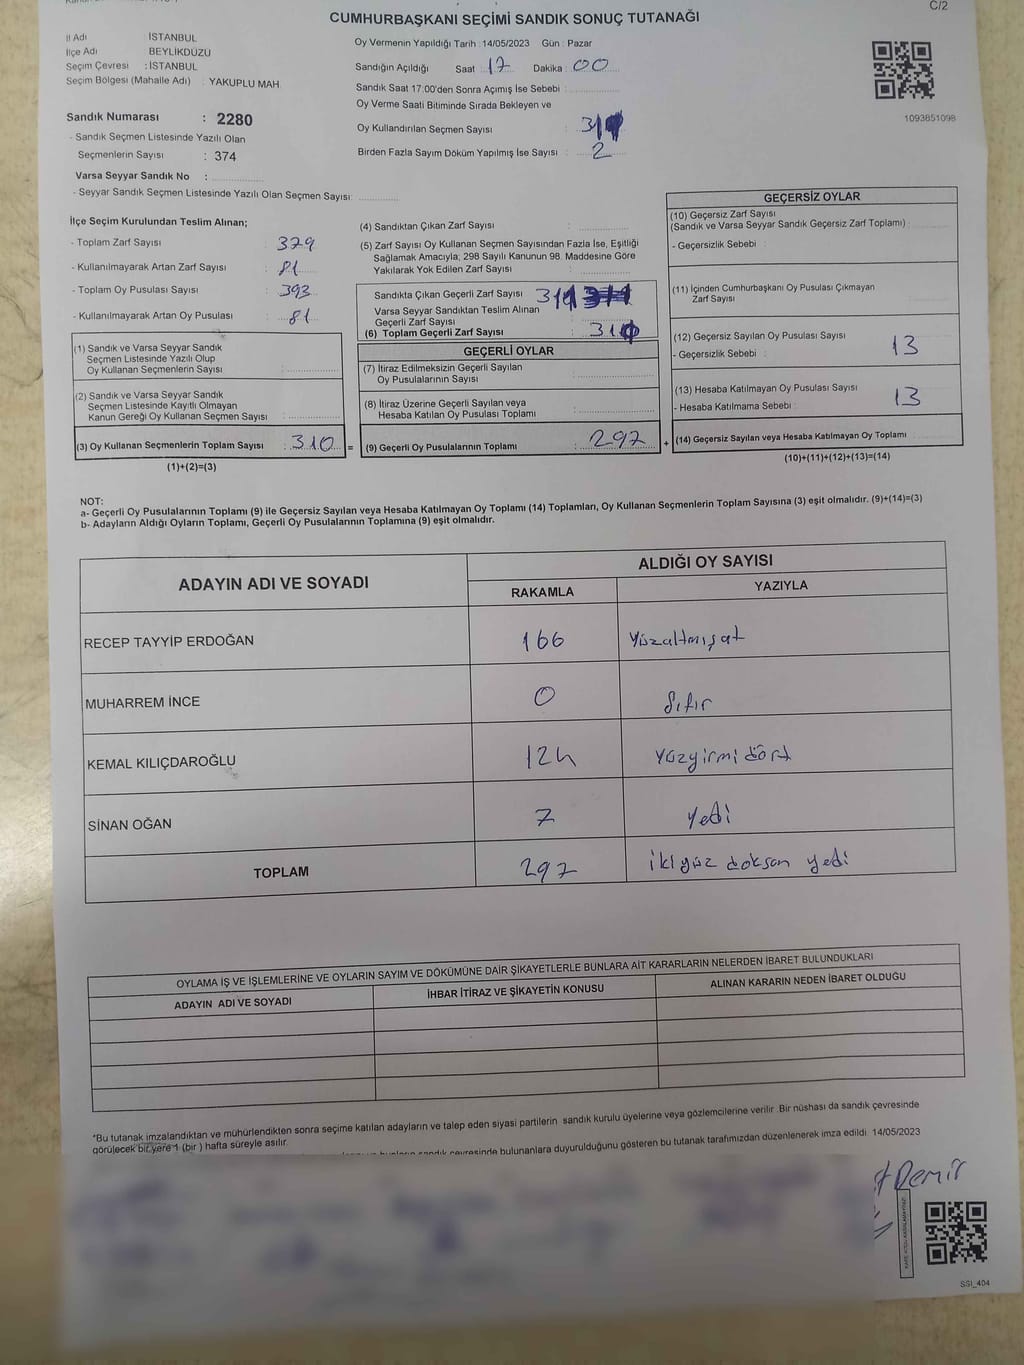 C/2
CUMHURBAŞKANI SEÇİMİ SANDIK SONUÇ TUTANAĞI
İl Adı İSTANBUL
İlçe Adı BEYLİKDÜZÜ
Seçim Çevresi : İSTANBUL
Seçim Bölgesi (Mahalle Adı) : YAKUPLU MAH
Sandık Numarası : 2280
- Sandık Seçmen Listesinde Yazılı Olan
Seçmenlerin Sayısı : 374
Varsa Seyyar Sandık No :
- Seyyar Sandık Seçmen Listesinde Yazılı Olan Seçmen Sayısı:
Oy Vermenin Yapıldığı Tarih : 14/05/2023 Gün : Pazar
Sandığın Açıldığı Saat : 17 Dakika : 00
Sandık Saat 17:00'den Sonra Açımış İse Sebebi :
Oy Verme Saati Bitiminde Sırada Bekleyen ve
Oy Kullandırılan Seçmen Sayısı :
Birden Fazla Sayım Döküm Yapılmış İse Sayısı : 2
1093851098
İlçe Seçim Kurulundan Teslim Alınan;
- Toplam Zarf Sayısı : 379
- Kullanılmayarak Artan Zarf Sayısı : 81
- Toplam Oy Pusulası Sayısı : 393
- Kullanılmayarak Artan Oy Pusulası : 81
(1) Sandık ve Varsa Seyyar Sandık
Seçmen Listesinde Yazılı Olup
Oy Kullanan Seçmenlerin Sayısı :
(2) Sandık ve Varsa Seyyar Sandık
Seçmen Listesinde Kayıtlı Olmayan
Kanun Gereği Oy Kullanan Seçmen Sayısı :
(3) Oy Kullanan Seçmenlerin Toplam Sayısı : 310 =
(1)+(2)=(3)
(4) Sandıktan Çıkan Zarf Sayısı :
(5) Zarf Sayısı Oy Kullanan Seçmen Sayısından Fazla İse, Eşitliği
Sağlamak Amacıyla; 298 Sayılı Kanunun 98. Maddesine Göre
Yakılarak Yok Edilen Zarf Sayısı :
Sandıkta Çıkan Geçerli Zarf Sayısı
Varsa Seyyar Sandıktan Teslim Alınan
Geçerli Zarf Sayısı :
(6) Toplam Geçerli Zarf Sayısı : 310
GEÇERLİ OYLAR
(7) İtiraz Edilmeksizin Geçerli Sayılan
Oy Pusulalarının Sayısı :
(8) İtiraz Üzerine Geçerli Sayılan veya
Hesaba Katılan Oy Pusulası Toplamı :
(9) Geçerli Oy Pusulalarının Toplamı : 297 +
GEÇERSİZ OYLAR
(10) Geçersiz Zarf Sayısı
(Sandık ve Varsa Seyyar Sandık Geçersiz Zarf Toplamı) :
- Geçersizlik Sebebi :
(11) İçinden Cumhurbaşkanı Oy Pusulası Çıkmayan
Zarf Sayısı :
(12) Geçersiz Sayılan Oy Pusulası Sayısı : 13
- Geçersizlik Sebebi :
(13) Hesaba Katılmayan Oy Pusulası Sayısı : 13
- Hesaba Katılmama Sebebi :
(14) Geçersiz Sayılan veya Hesaba Katılmayan Oy Toplamı :
(10)+(11)+(12)+(13)=(14)
NOT:
a- Geçerli Oy Pusulalarının Toplamı (9) ile Geçersiz Sayılan veya Hesaba Katılmayan Oy Toplamı (14) Toplamları, Oy Kullanan Seçmenlerin Toplam Sayısına (3) eşit olmalıdır. (9)+(14)=(3)
b- Adayların Aldığı Oyların Toplamı, Geçerli Oy Pusulalarının Toplamına (9) eşit olmalıdır.
ADAYIN ADI VE SOYADI
ALDIĞI OY SAYISI
RAKAMLA YAZIYLA
RECEP TAYYİP ERDOĞAN 166 Yüzaltmışat
MUHARREM İNCE 0 Sıfır
KEMAL KILIÇDAROĞLU 124 Yüzyirmi dört
SİNAN OĞAN 7 Yedi
TOPLAM 297 ikiyüz doksan yedi
OYLAMA İŞ VE İŞLEMLERİNE VE OYLARIN SAYIM VE DÖKÜMÜNE DAİR ŞİKAYETLERLE BUNLARA AİT KARARLARIN NELERDEN İBARET BULUNDUKLARI
ADAYIN ADI VE SOYADI
İHBAR İTİRAZ VE ŞİKAYETİN KONUSU
ALINAN KARARIN NEDEN İBARET OLDUĞU
*Bu tutanak imzalandıktan ve mühürlendikten sonra seçime katılan adayların ve talep eden siyasi partilerin sandık kurulu üyelerine veya gözlemcilerine verilir .Bir nüshası da sandık çevresinde
görülecek bir yere 1 (bir ) hafta süreyle asılır.
sandık çevresinde bulunanlara duyurulduğunu gösteren bu tutanak tarafımızdan düzenlenerek imza edildi. 14/05/2023
Demir
SSI_404